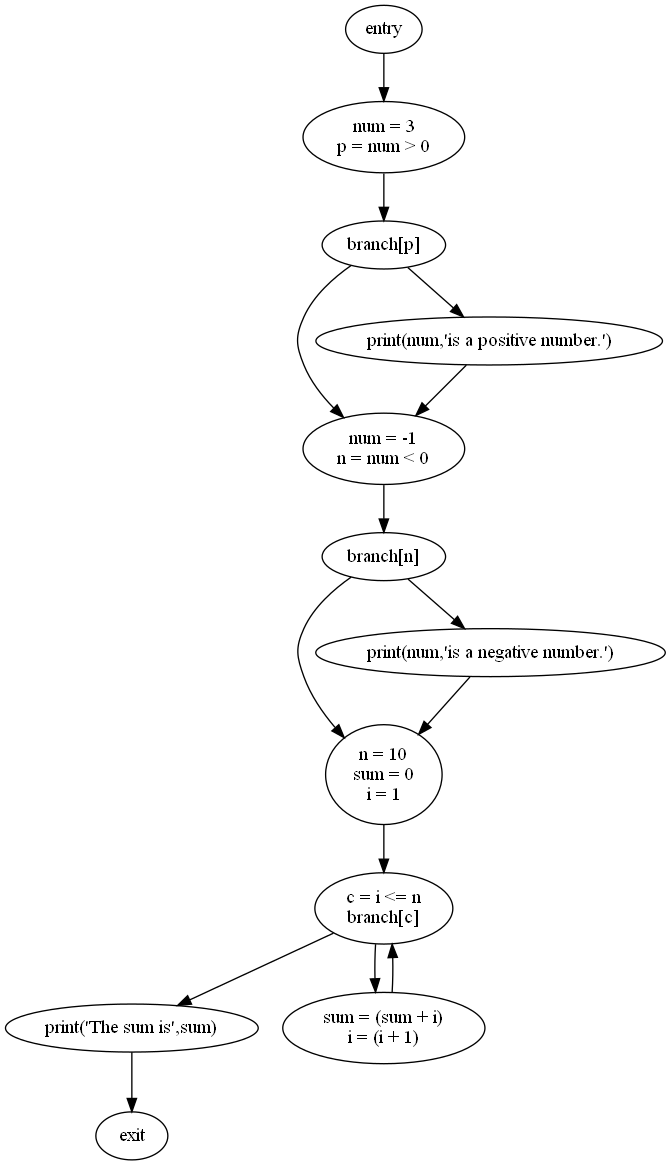 entry
num = 3
p = num > 0
branch[p]
print(num,'is a positive number.')
num = -1
n = num < 0
branch[n]
print(num,'is a negative number.')
n = 10
sum = 0
i = 1
c = i <= n
branch[c]
print('The sum is',sum)
sum = (sum + i)
i = (i + 1)
exit